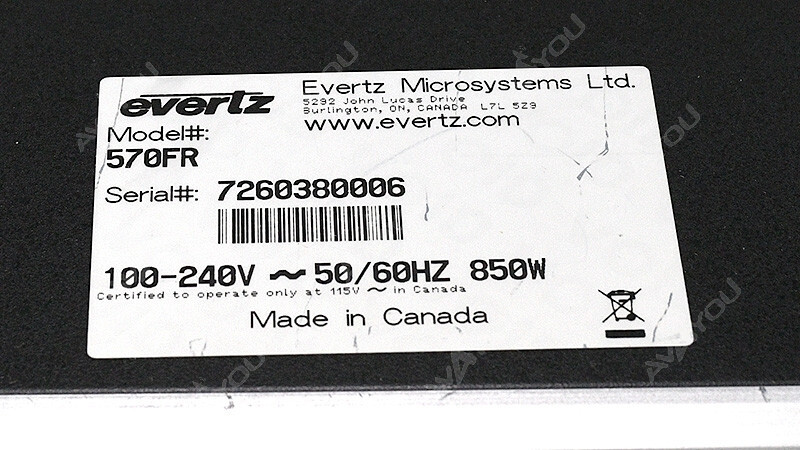 evertz
Evertz Microsystems Ltd.
5292 John Lucas Drive
Burlington, ON, CANADA L7L 5Z9
www.evertz.com
Model#:
570FR
Serial#: 7260380006
100-240V ~ 50/60HZ 850W
Certified to operate only at 115V ~ in Canada
Made in Canada
AVA4YOU